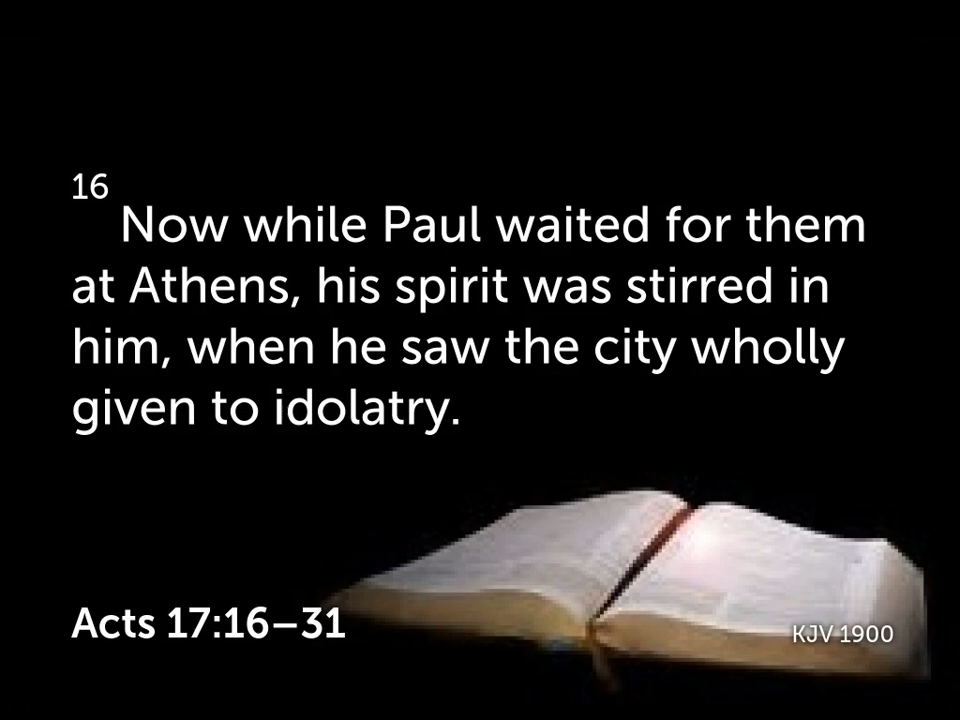 16
Now while Paul waited for them
at Athens, his spirit was stirred in
him, when he saw the city wholly
given to idolatry.
Acts 17:16–31
KJV 1900